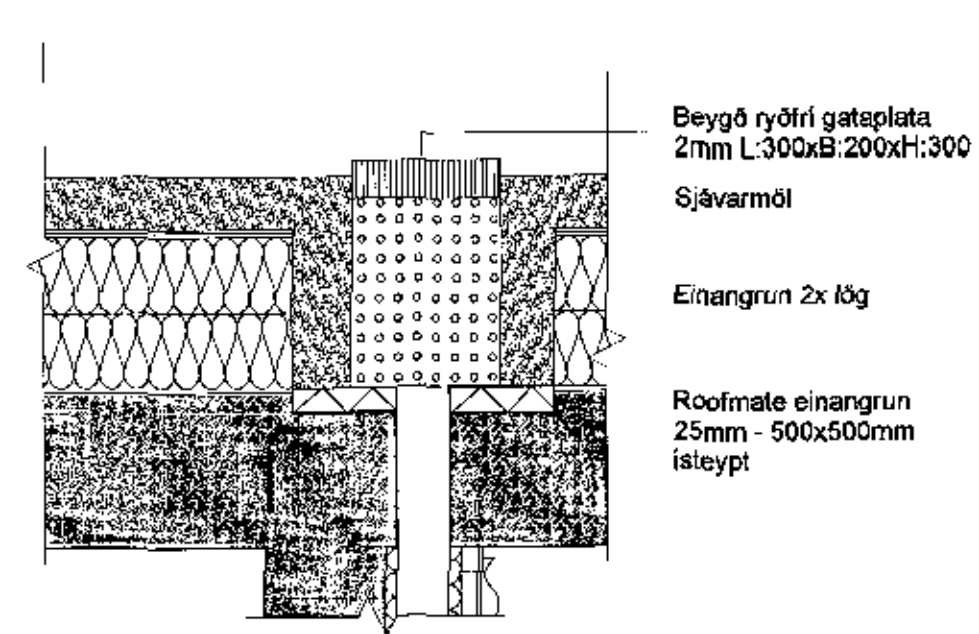 Beygð ryðfrí gataplata
2mm L:300xB:200xH:300
Sjávarmöl
Einangrun 2x lög
Roofmate einangrun
25mm - 500x500mm
ísteypt